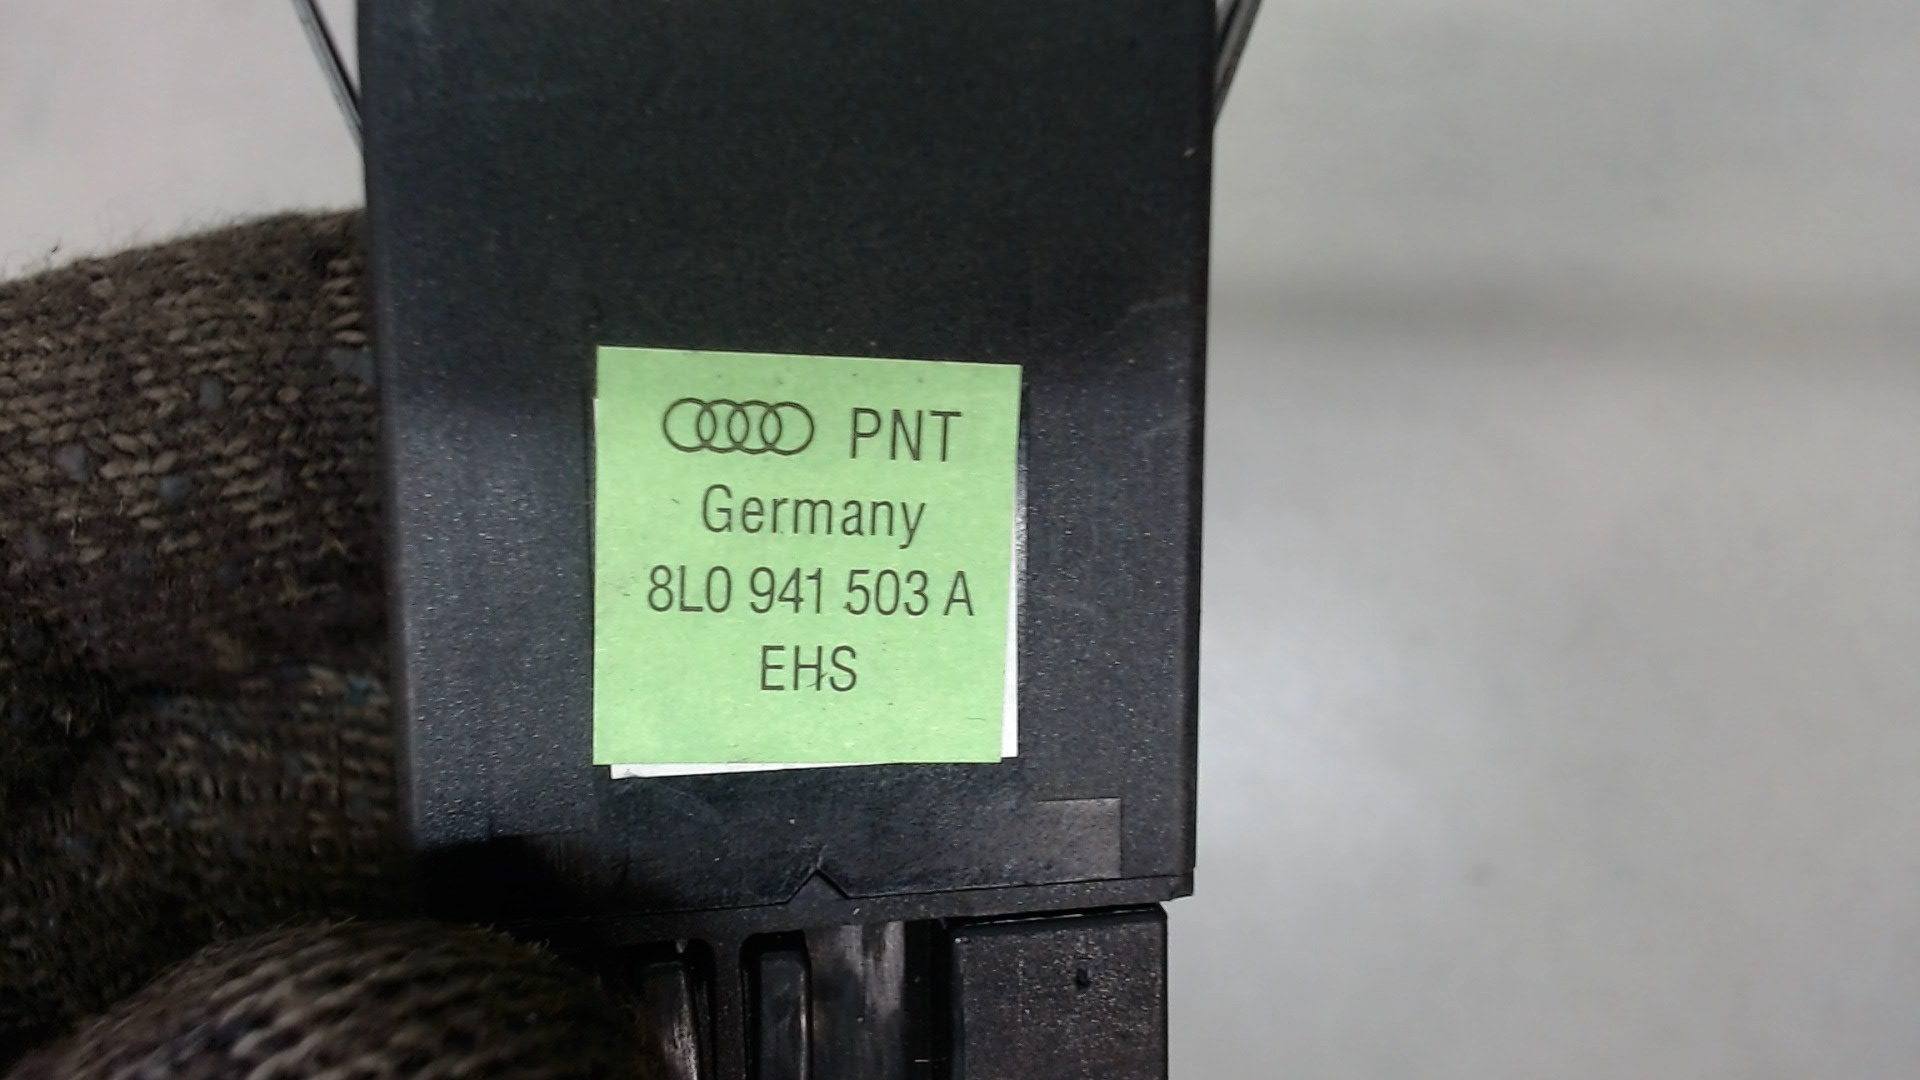 PNT
Germany
8L0 941 503 A
EHS